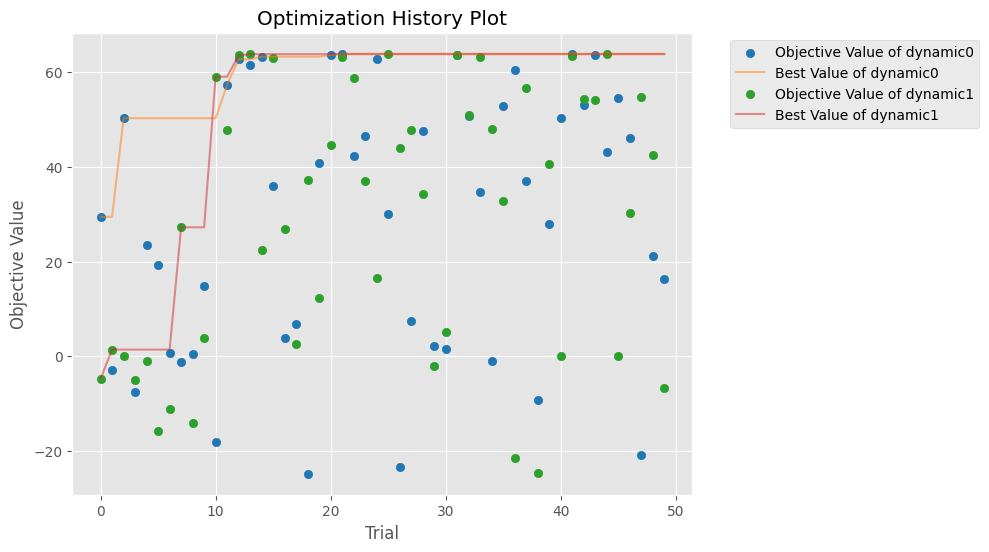 Optimization History Plot
Objective Value of dynamic0
Best Value of dynamic0
Objective Value of dynamic1
Best Value of dynamic1
Objective Value
60
40
20
0
−20
0 10 20 30 40 50
Trial